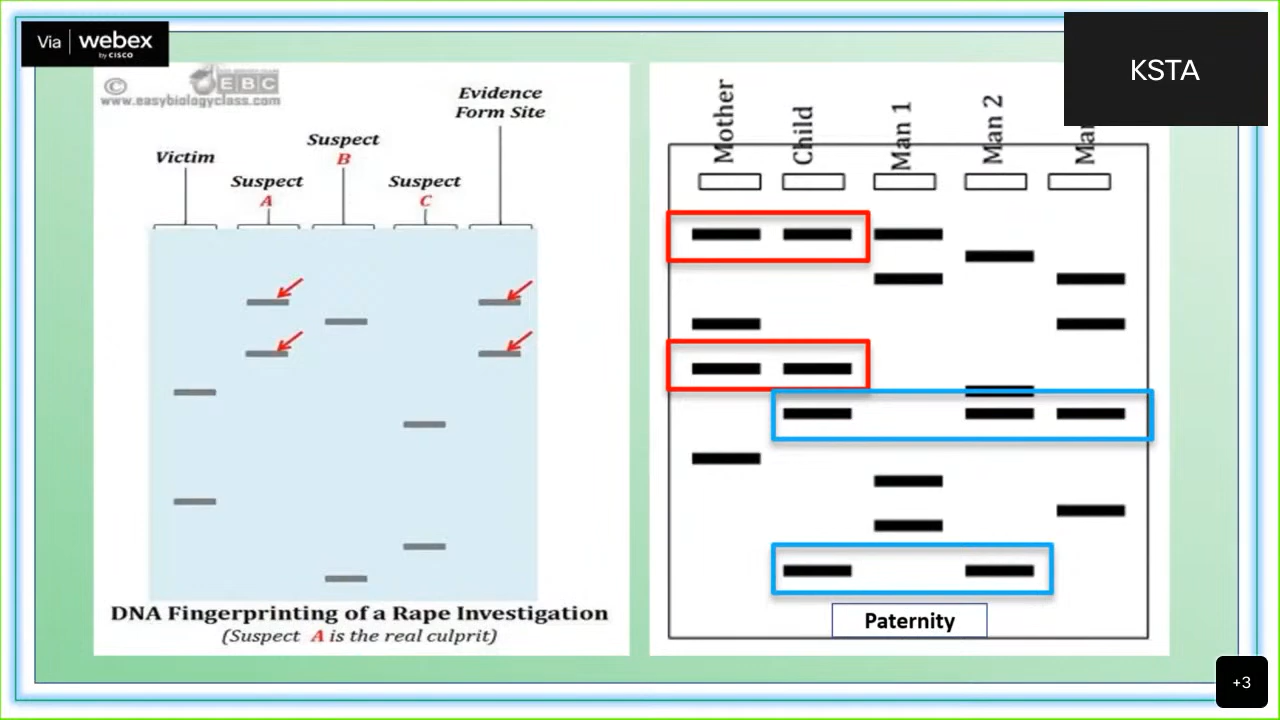 Via webex
by CISCO
KSTA
© EBC
www.easybiologyclass.com
Evidence
Form Site
Suspect
B
Victim
Suspect
A
Suspect
C
DNA Fingerprinting of a Rape Investigation
(Suspect A is the real culprit)
Mother
Child
Man 1
Man 2
Paternity
+3